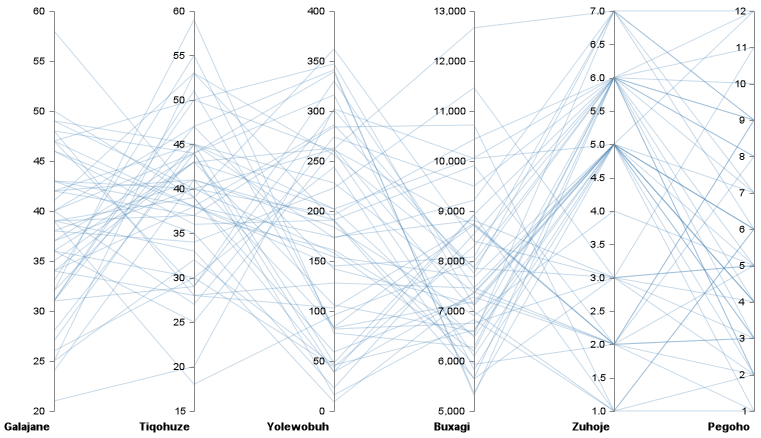 60 60 400 13,000 7.0 12
55 55 350 12,000 6.5 11
50 50 300 11,000 6.0 10
45 45 250 10,000 5.5 9
40 40 200 9,000 5.0 8
35 35 150 8,000 4.5 7
30 30 100 7,000 4.0 6
25 25 50 6,000 3.5 5
20 20 0 5,000 3.0 4
15 2.5 3
2.0 2
1.5 1
1.0
Galajane Tiqohuze Yolewobuh Buxagi Zuhoje Pegoho